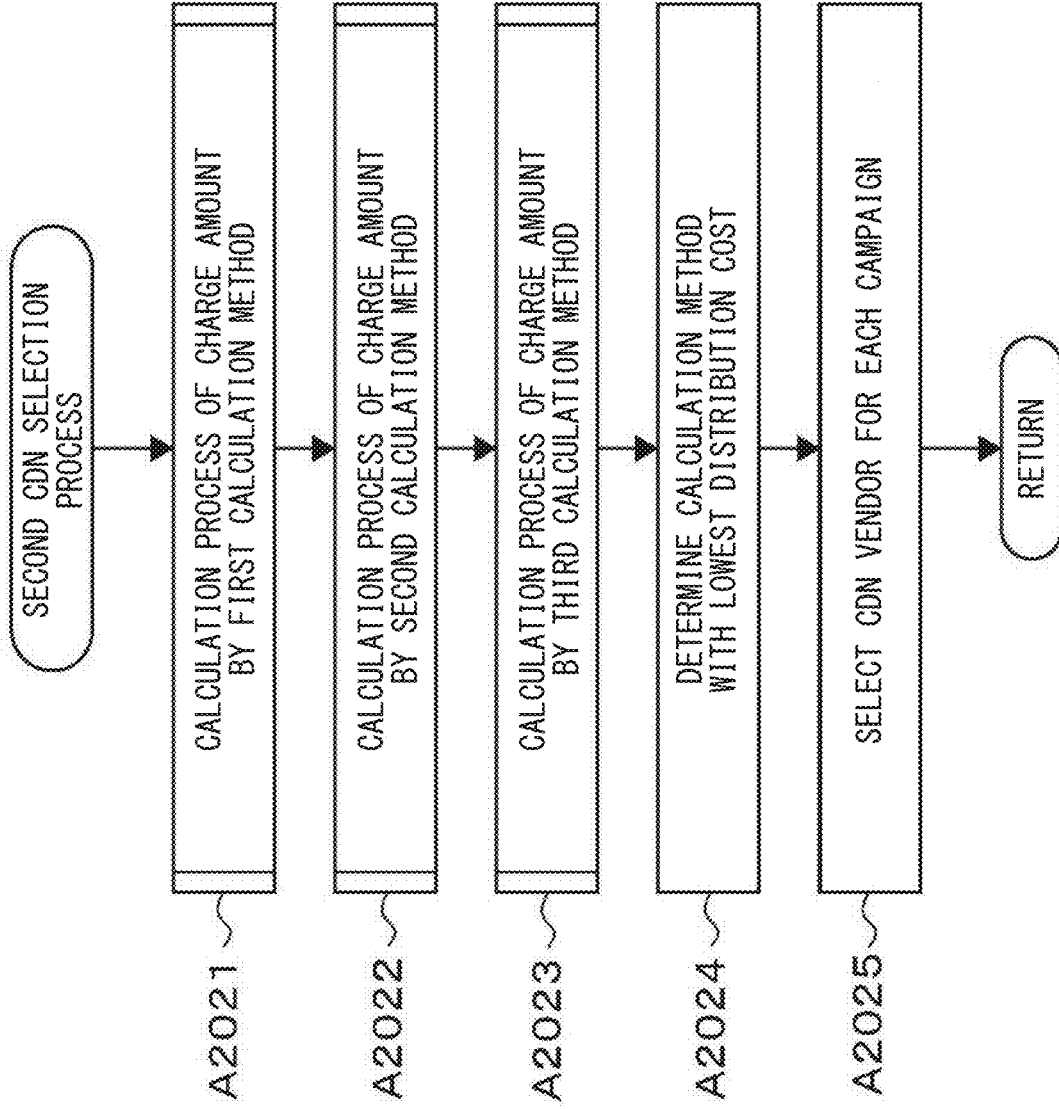 SECOND CDN SELECTION
PROCESS
A2021
CALCULATION PROCESS OF CHARGE AMOUNT
BY FIRST CALCULATION METHOD
A2022
CALCULATION PROCESS OF CHARGE AMOUNT
BY SECOND CALCULATION METHOD
A2023
CALCULATION PROCESS OF CHARGE AMOUNT
BY THIRD CALCULATION METHOD
A2024
DETERMINE CALCULATION METHOD
WITH LOWEST DISTRIBUTION COST
A2025
SELECT CDN VENDOR FOR EACH CAMPAIGN
RETURN